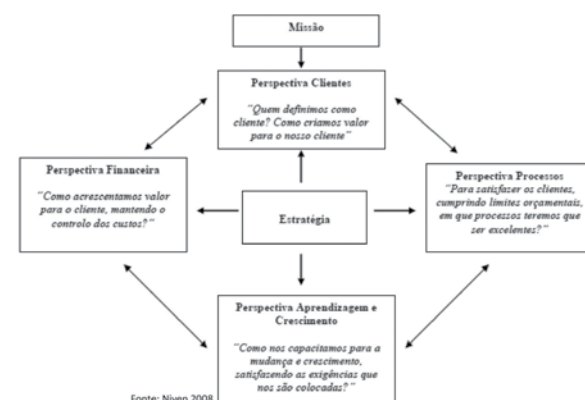 Missão
Perspectiva Clientes
"Quem definimos como
cliente? Como criamos valor
para o nosso cliente"
Perspectiva Financeira
"Como acrescentamos valor
para o cliente, mantendo o
controlo dos custos?"
Estratégia
Perspectiva Processos
"Para satisfazer os clientes,
cumprindo limites orçamentais,
em que processos teremos que
ser excelentes?"
Perspectiva Aprendizagem e
Crescimento
"Como nos capacitamos para a
mudança e crescimento,
satisfazendo as exigências que
nos são colocadas?"
Fonte: Niven 2008